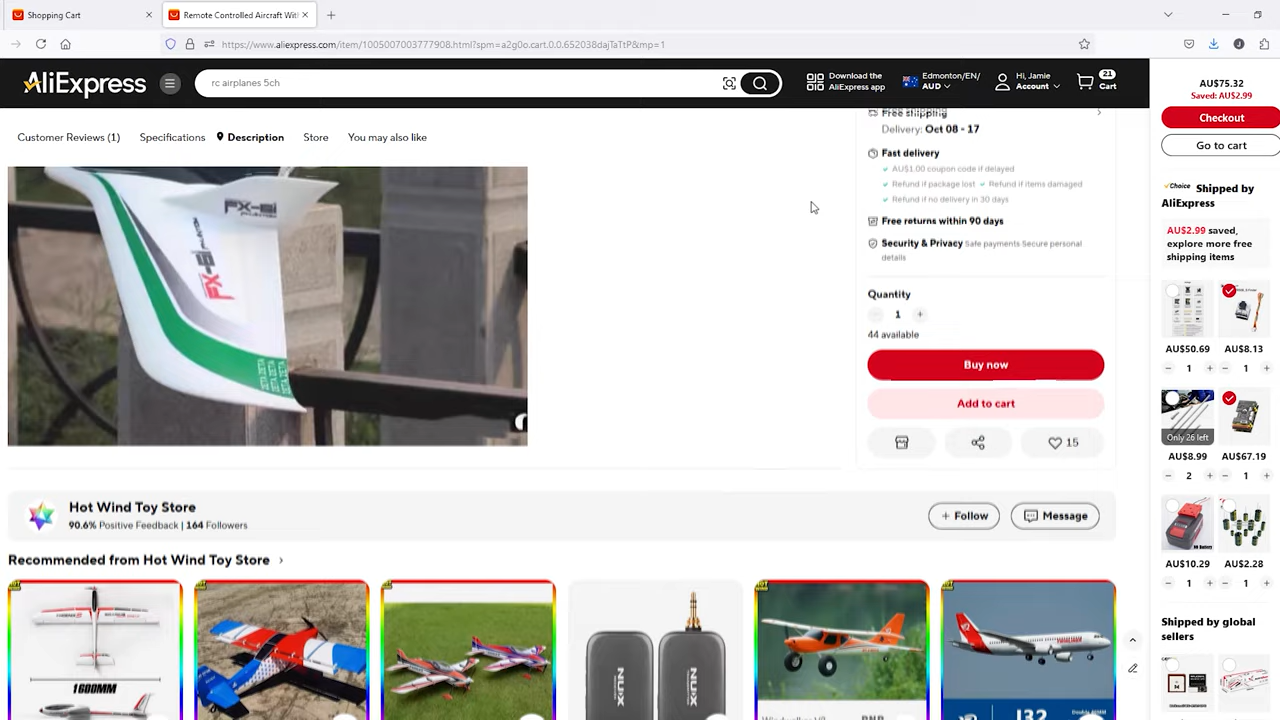 Shopping Cart
Remote Controlled Aircraft Wit
https://www.aliexpress.com/item/1005007003777908.html?spm=a2g0o.cart.0.0.652038dajTaTtP&mp=1
AliExpress
rc airplanes 5ch
Download the
AliExpress app
Edmonton/EN/
AUD
Hi, Jamie
Account
21
Cart
AU$75.32
Saved: AU$2.99
Checkout
Go to cart
Customer Reviews (1)
Specifications
Description
Store
You may also like
Free shipping
Delivery: Oct 08 - 17
Fast delivery
AU$1.00 coupon code if delayed
Refund if package lost
Refund if items damaged
Refund if no delivery in 30 days
Free returns within 90 days
Security & Privacy Safe payments Secure personal
details
Quantity
1
44 available
Buy now
Add to cart
15
ZETA ZETA ZETA
Hot Wind Toy Store
90.6% Positive Feedback | 164 Followers
+ Follow
Message
Recommended from Hot Wind Toy Store
1600MM
NUX
NUX
PNP
J32
Choice Shipped by
AliExpress
AU$2.99 saved,
explore more free
shipping items
AU$50.69
AU$8.13
1
1
Only 26 left
AU$8.99
AU$67.19
2
1
AU$10.29
AU$2.28
1
1
Shipped by global
sellers